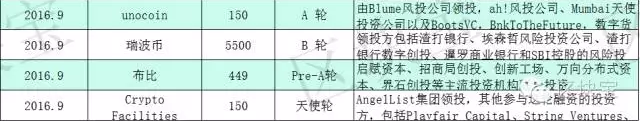 2016.9 unocoin 150 A 轮 由Blume风投公司领投，ah!风投公司、Mumbai天使
投资公司以及BootsVC, BnkToTheFuture, 数字货
2016.9 瑞波币 5500 B 轮 领投方包括渣打银行、埃森哲风险投资公司、渣打
银行数字创投、暹罗商业银行和SBI控股的风险投
2016.9 布比 449 Pre-A轮 启赋资本、招商局创投、创新工场、万向分布式资
本、界石创投等主流投资机构 投资
2016.9 Crypto Facilities 150 天使轮 AngelList集团领投，其他参与 轮融资的投资
方，包括Playfair Capital、String Ventures、